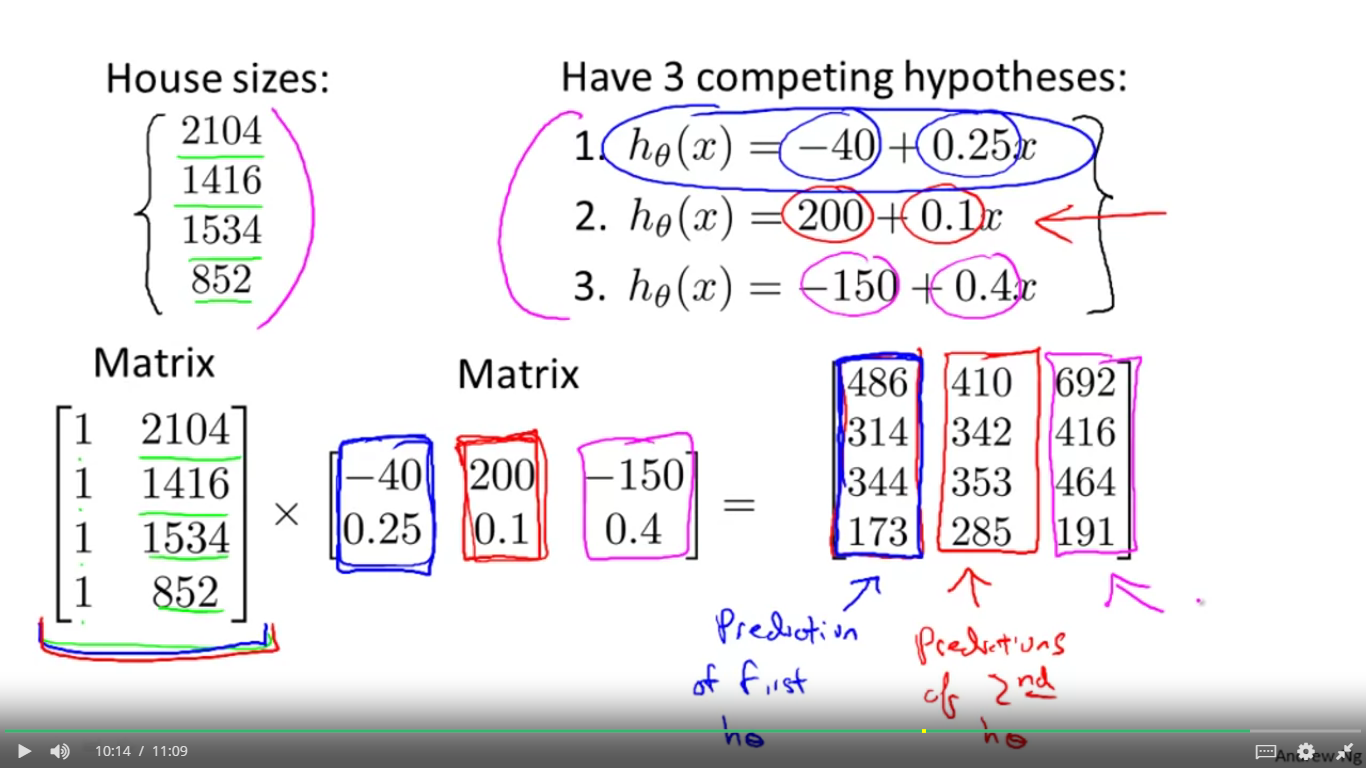 House sizes:
2104
1416
1534
852
Have 3 competing hypotheses:
1. hθ(x) = −40 + 0.25x
2. hθ(x) = 200 + 0.1x
3. hθ(x) = −150 + 0.4x
Matrix
1 2104
1 1416
1 1534
1 852
×
Matrix
−40 200 −150
0.25 0.1 0.4
=
486 410 692
314 342 416
344 353 464
173 285 191
Prediction
of first
hθ
Predictions
of 2nd
hθ
10:14 / 11:09
Andrew Ng